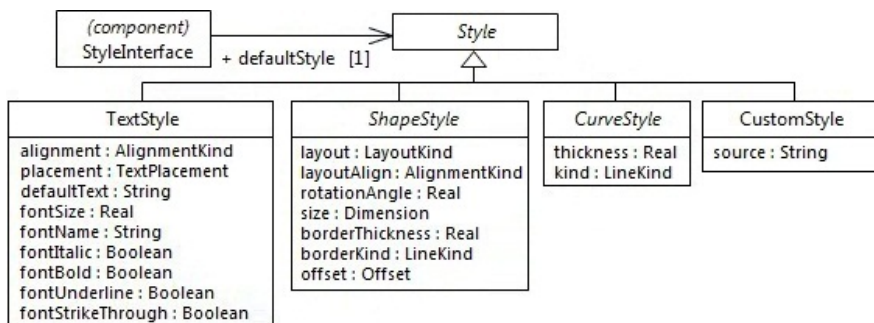 (component)
StyleInterface
+ defaultStyle [1]
Style
TextStyle
alignment : AlignmentKind
placement : TextPlacement
defaultText : String
fontSize : Real
fontName : String
fontItalic : Boolean
fontBold : Boolean
fontUnderline : Boolean
fontStrikeThrough : Boolean
ShapeStyle
layout : LayoutKind
layoutAlign : AlignmentKind
rotationAngle : Real
size : Dimension
borderThickness : Real
borderKind : LineKind
offset : Offset
CurveStyle
thickness : Real
kind : LineKind
CustomStyle
source : String